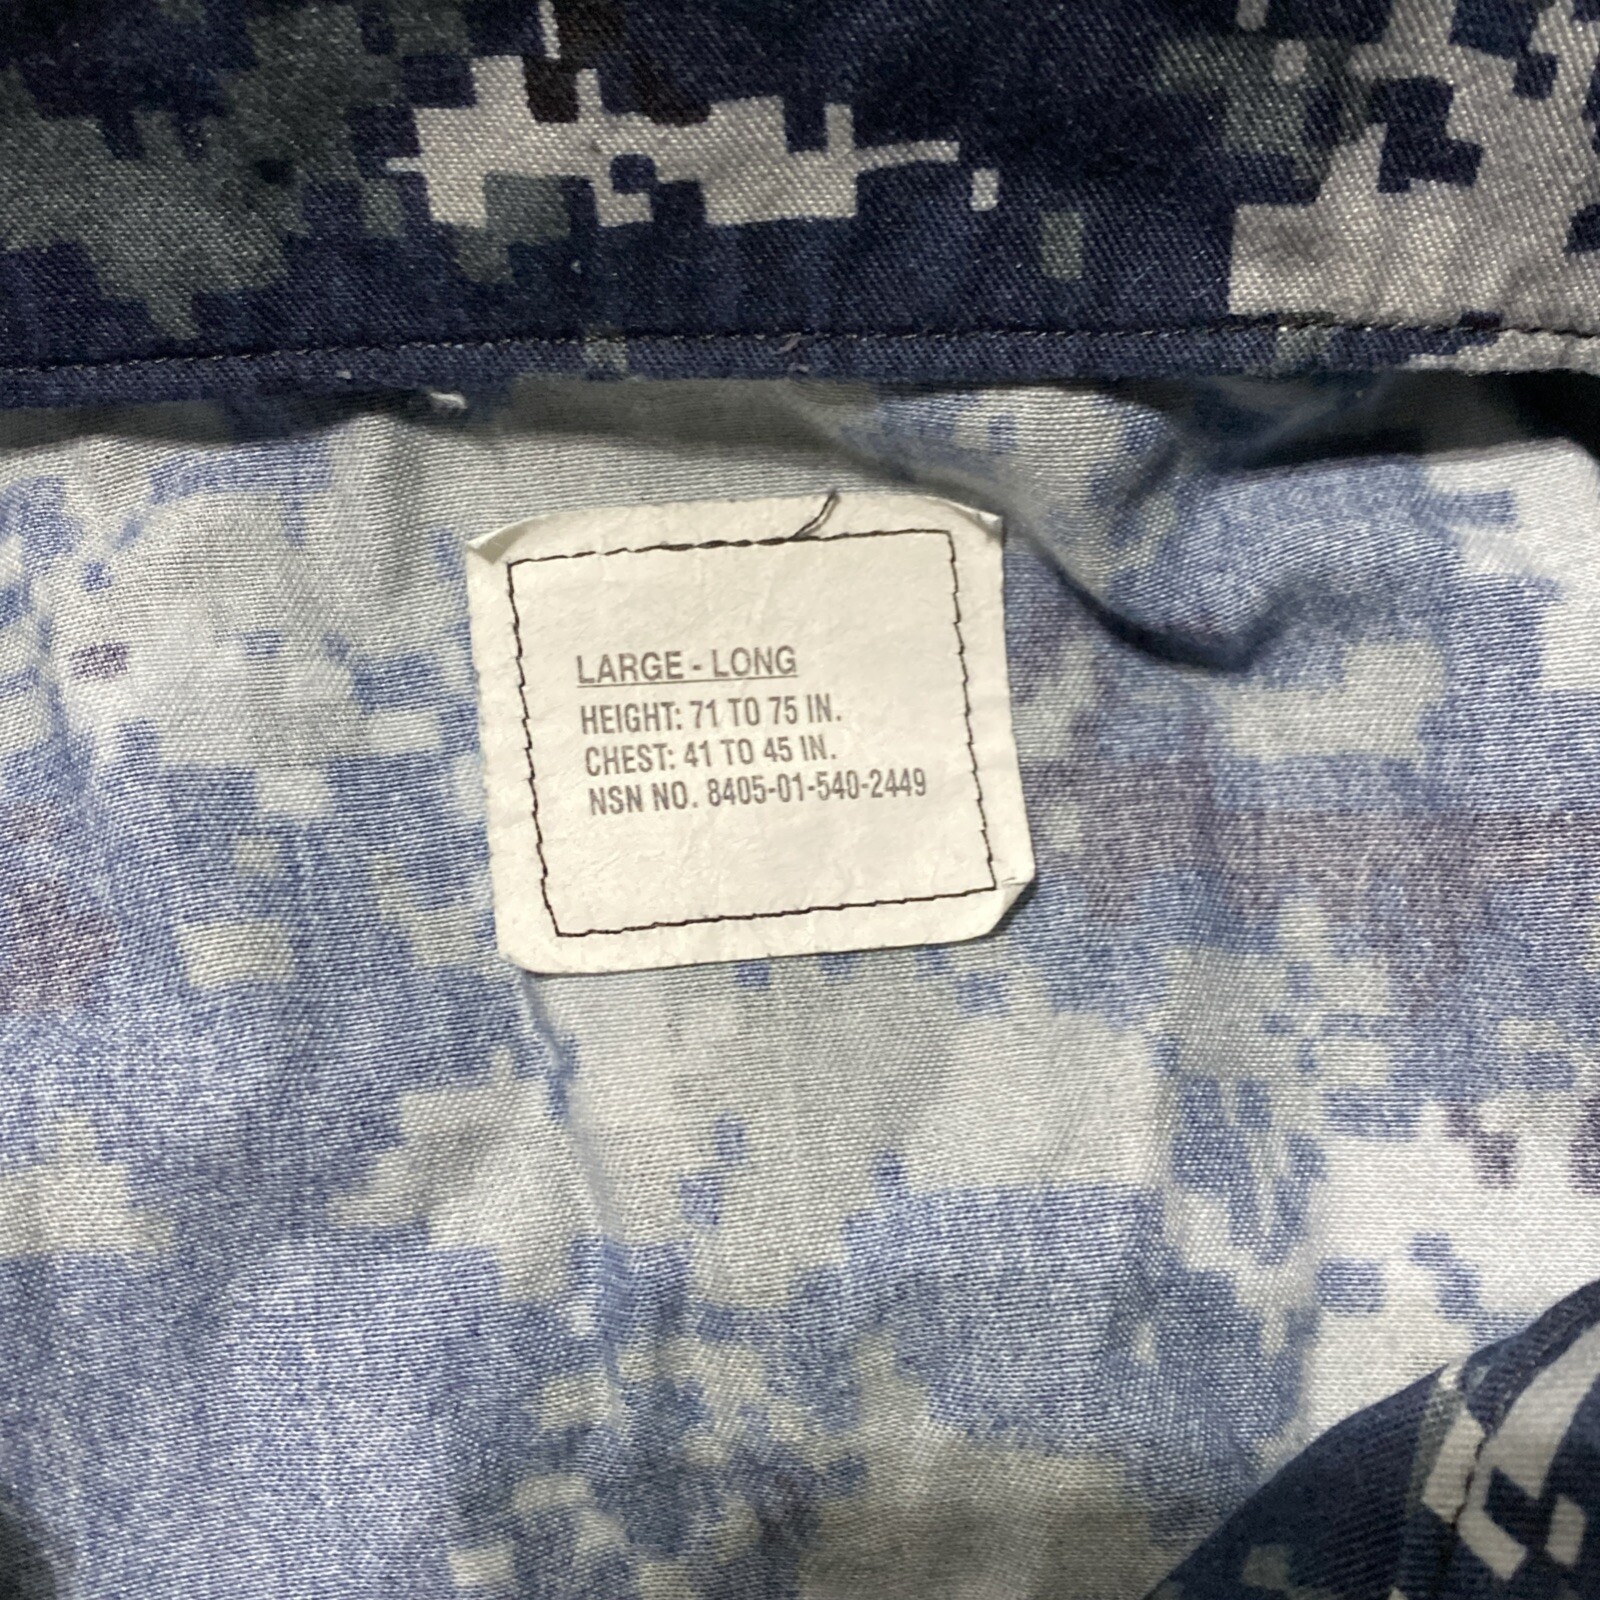 LARGE - LONG
HEIGHT: 71 TO 75 IN.
CHEST: 41 TO 45 IN.
NSN NO. 8405-01-540-2449